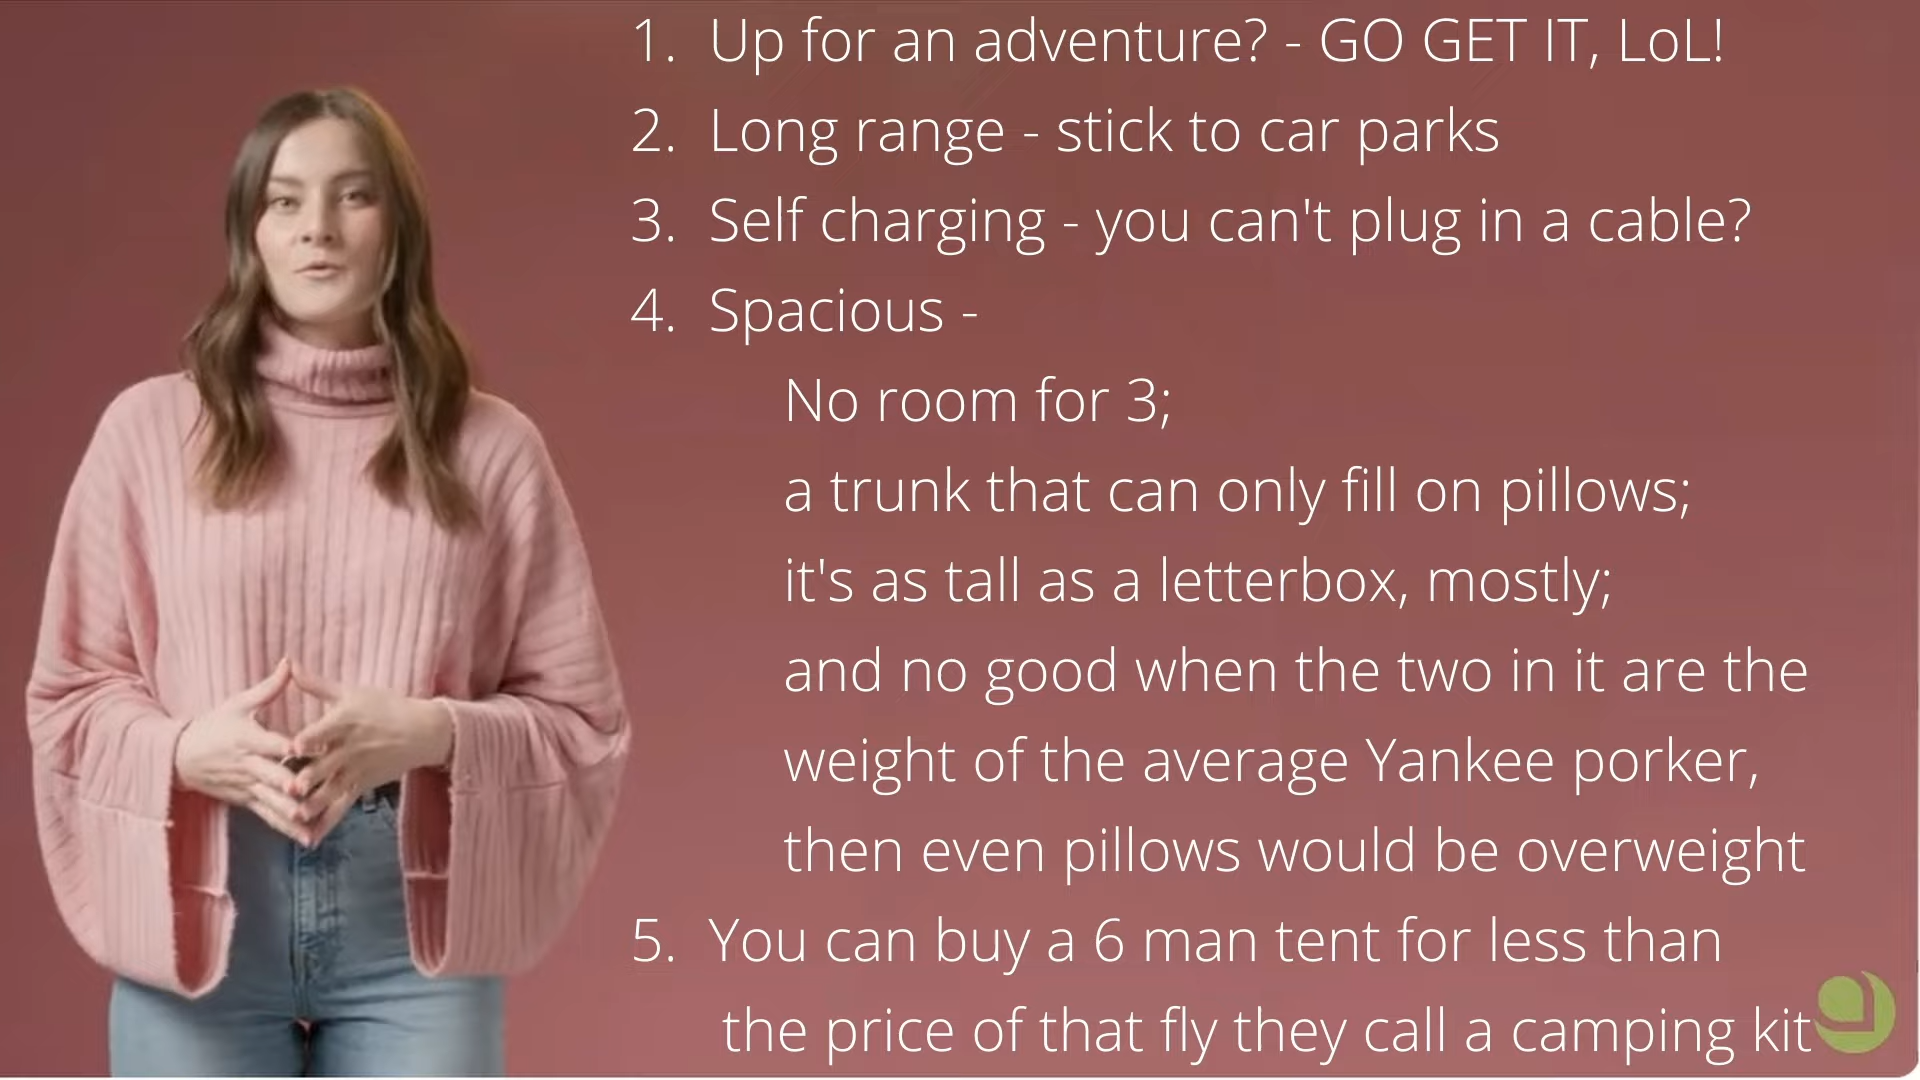 1. Up for an adventure? - GO GET IT, LoL!
2. Long range - stick to car parks
3. Self charging - you can't plug in a cable?
4. Spacious -
No room for 3;
a trunk that can only fill on pillows;
it's as tall as a letterbox, mostly;
and no good when the two in it are the
weight of the average Yankee porker,
then even pillows would be overweight
5. You can buy a 6 man tent for less than
the price of that fly they call a camping kit